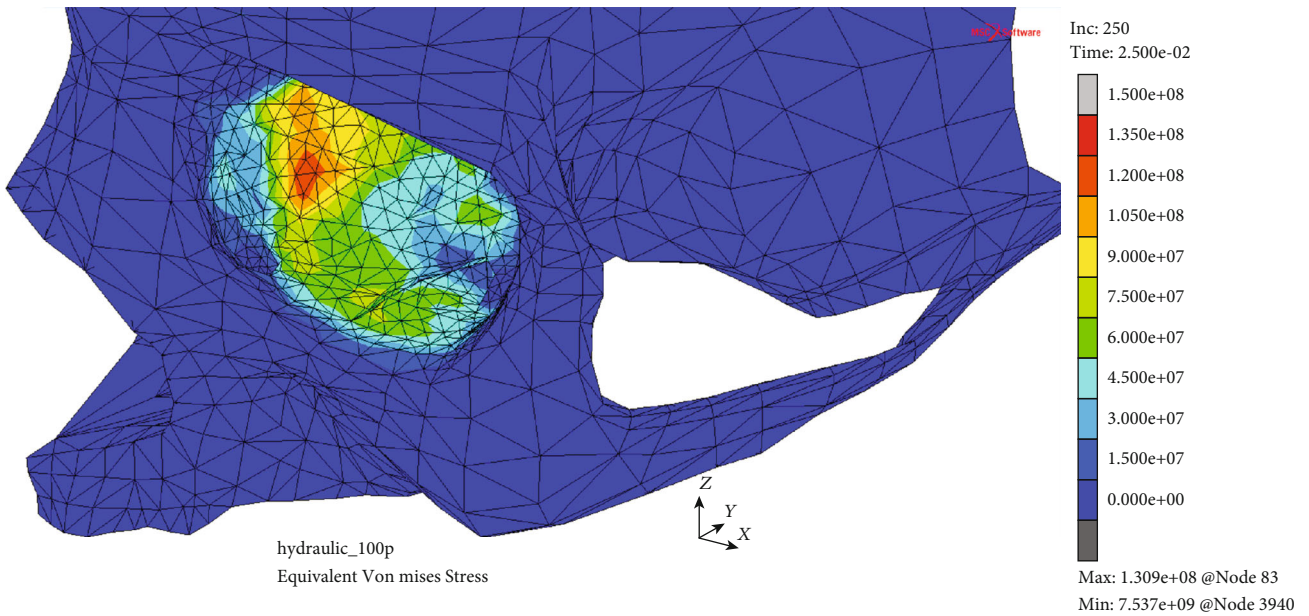 MSC Software
Inc: 250
Time: 2.500e-02
1.500e+08
1.350e+08
1.200e+08
1.050e+08
9.000e+07
7.500e+07
6.000e+07
4.500e+07
3.000e+07
1.500e+07
0.000e+00
Z
Y
X
hydraulic_100p
Equivalent Von mises Stress
Max: 1.309e+08 @Node 83
Min: 7.537e+09 @Node 3940